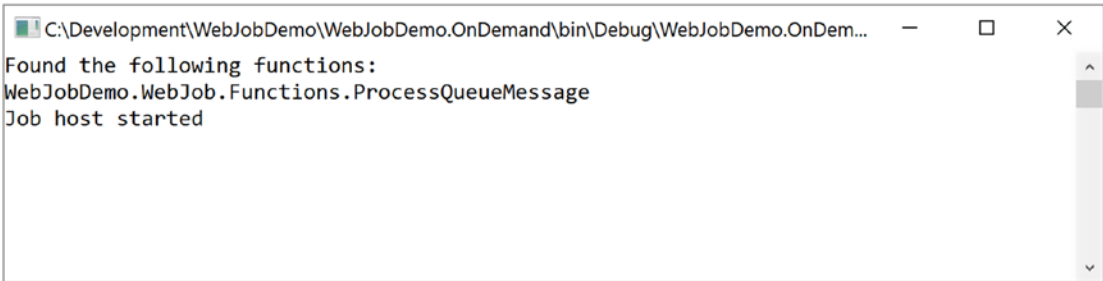 C:\Development\WebJobDemo\WebJobDemo.OnDemand\bin\Debug\WebJobDemo.OnDem...
Found the following functions:
WebJobDemo.WebJob.Functions.ProcessQueueMessage
Job host started